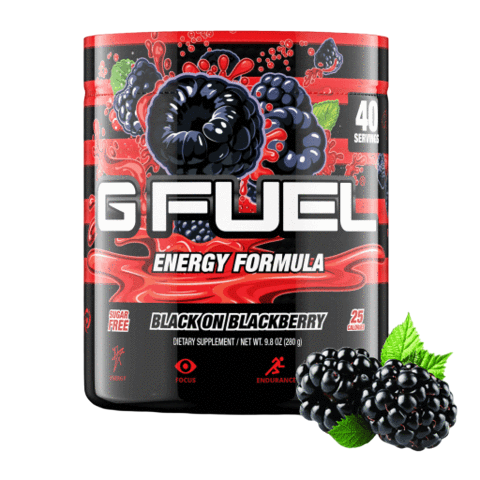 40
SERVINGS
G FUEL
ENERGY FORMULA
SUGAR
FREE
BLACK ON BLACKBERRY
25
CALORIES
DIETARY SUPPLEMENT / NET WT. 9.8 OZ (280 g)
FOCUS
ENDURANCE